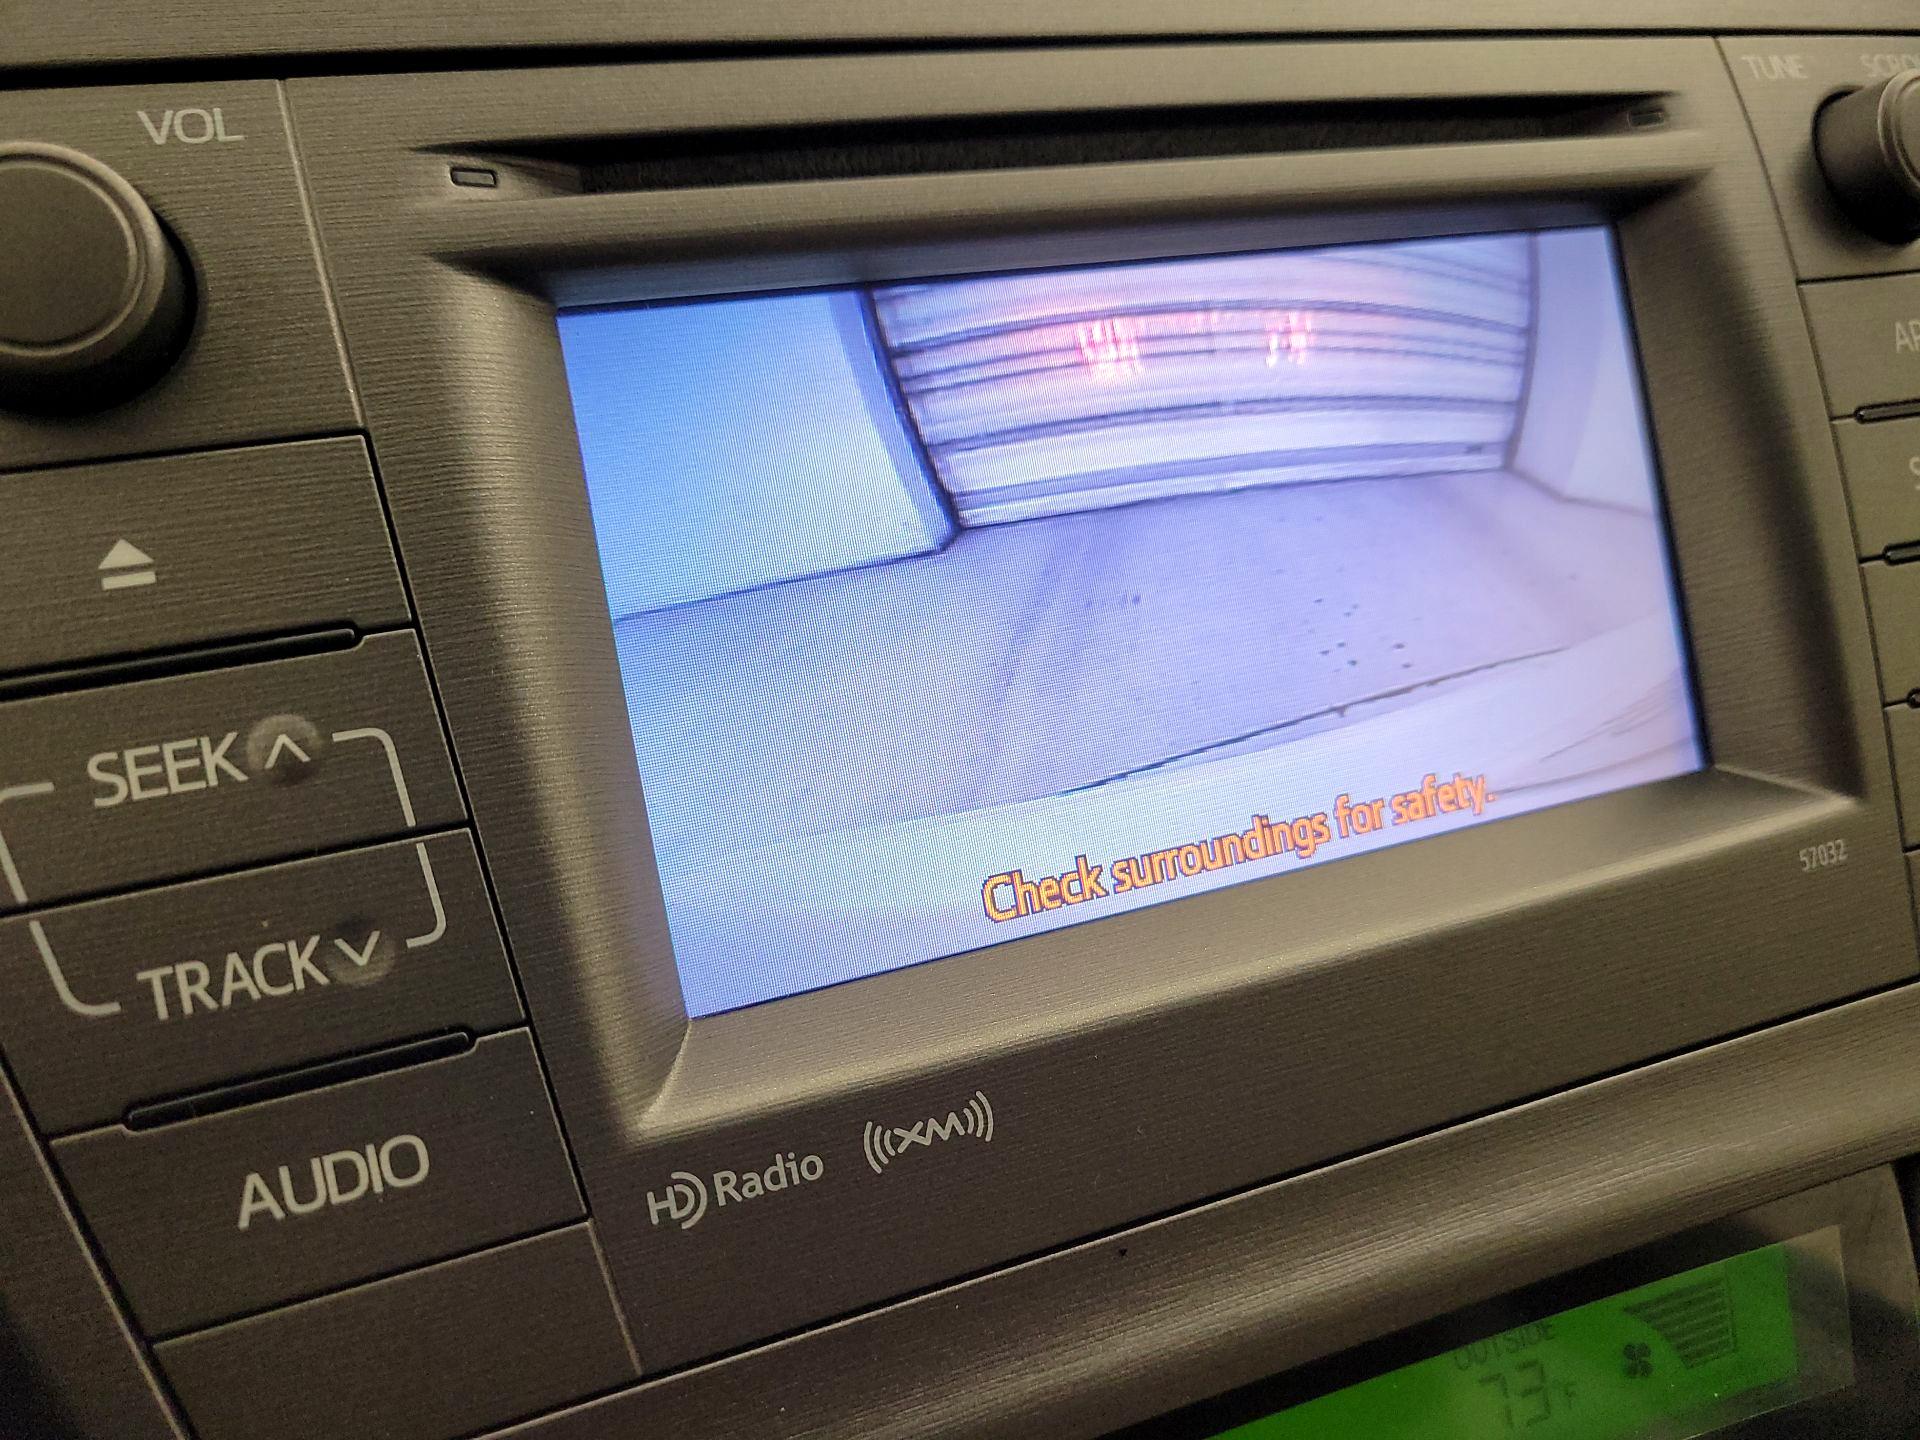 VOL
TUNE
SEEK ^
TRACK v
AUDIO
Check surroundings for safety.
57032
HD Radio
((XM))
OUTSIDE
73°F